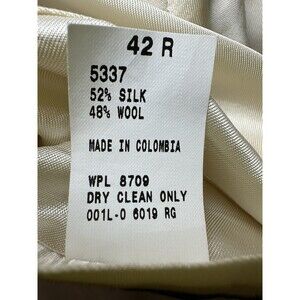 42 R
5337
52% SILK
48% WOOL
MADE IN COLOMBIA
WPL 8709
DRY CLEAN ONLY
001L-0 6019 RG